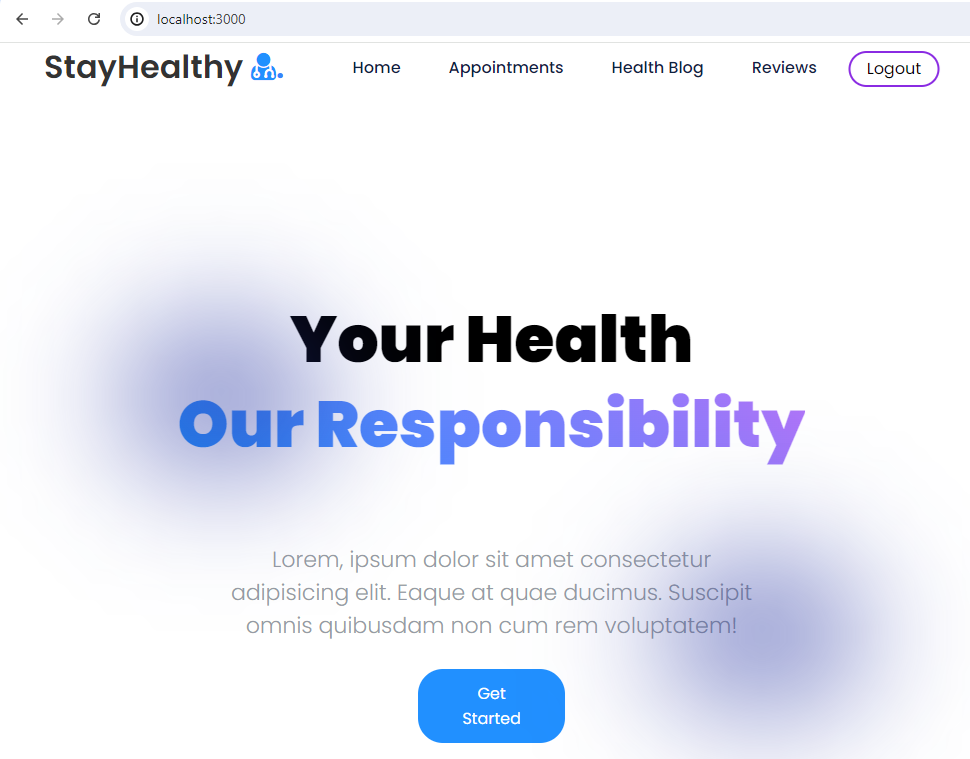 localhost:3000
StayHealthy
Home Appointments Health Blog Reviews Logout
Your Health
Our Responsibility
Lorem, ipsum dolor sit amet consectetur
adipisicing elit. Eaque at quae ducimus. Suscipit
omnis quibusdam non cum rem voluptatem!
Get
Started